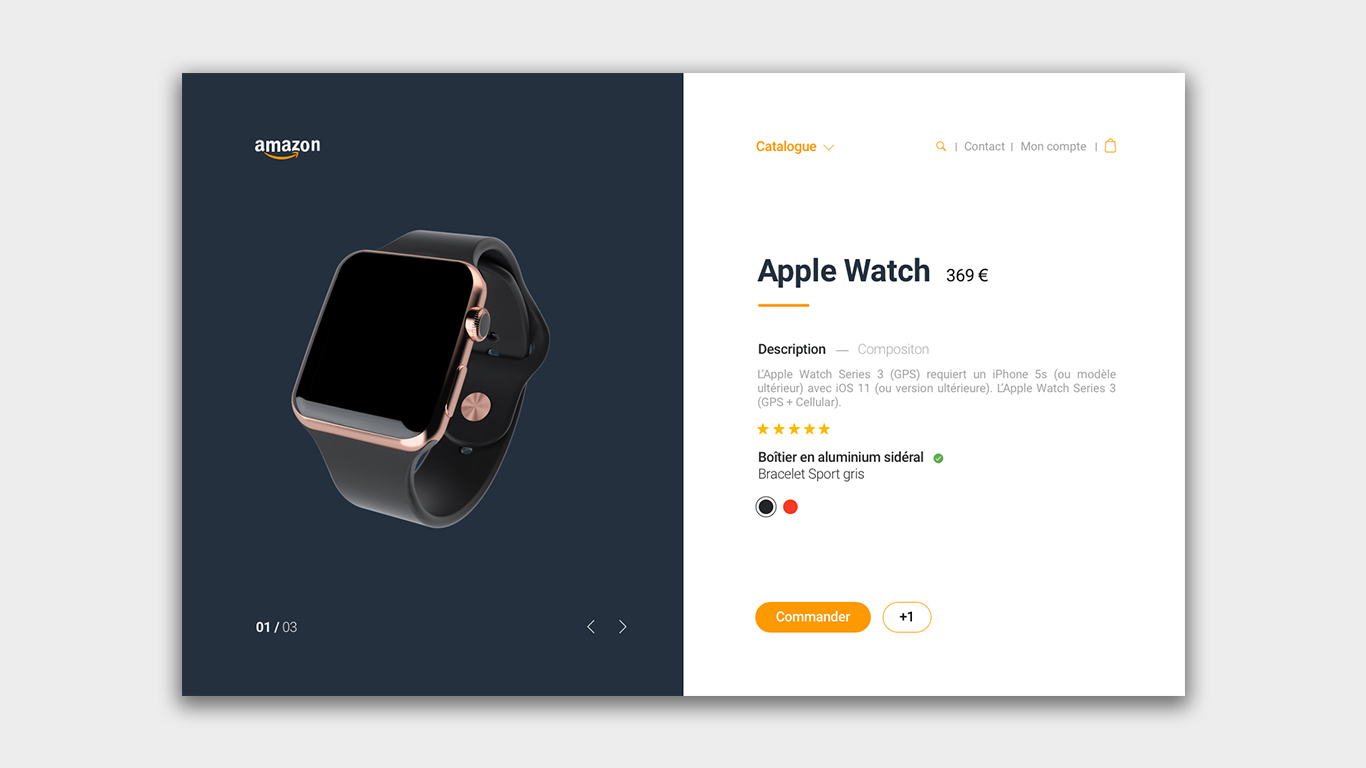 amazon
Catalogue
| Contact | Mon compte |
Apple Watch 369 €
Description — Compositon
L’Apple Watch Series 3 (GPS) requiert un iPhone 5s (ou modèle
ultérieur) avec iOS 11 (ou version ultérieure). L’Apple Watch Series 3
(GPS + Cellular).
Boîtier en aluminium sidéral
Bracelet Sport gris
01 / 03
Commander +1